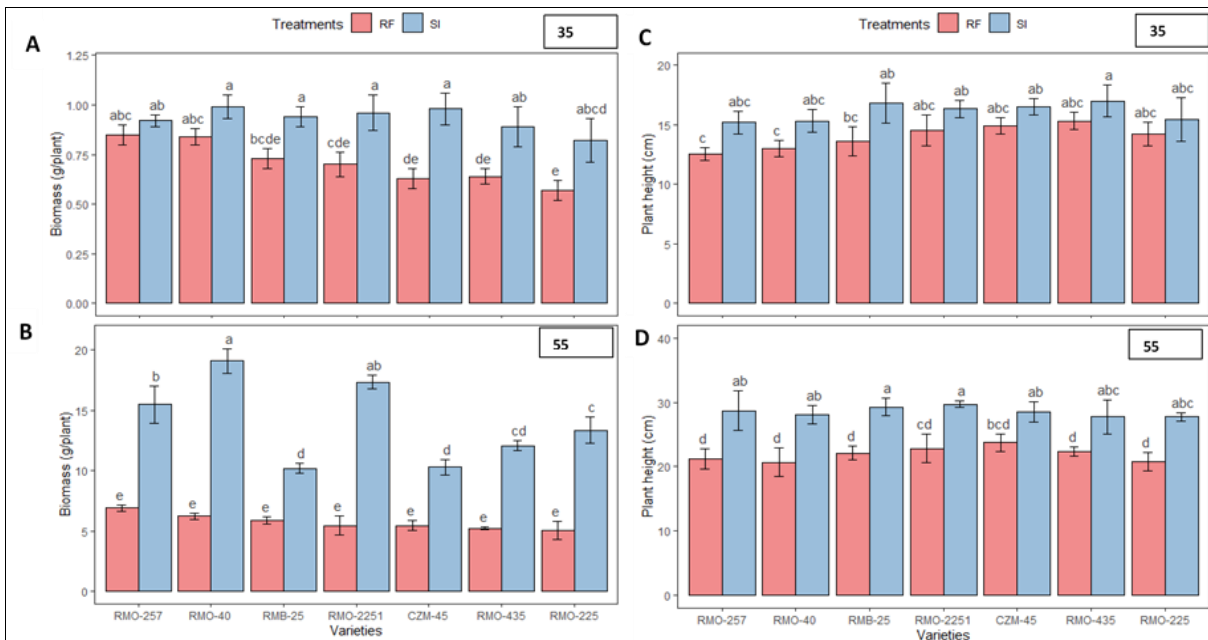 Treatments RF SI
35
A
Biomass (g/plant)
1.25
1.00
0.75
0.50
0.25
0.00
abc ab abc a bcde a cde a de a de ab e abcd
B
55
Biomass (g/plant)
20
15
10
5
0
e b e a e d e ab e d e cd e c
RMO-257 RMO-40 RMB-25 RMO-2251 CZM-45 RMO-435 RMO-225
Varieties
Treatments RF SI
35
C
Plant height (cm)
20
15
10
5
0
c abc c abc bc ab abc ab abc ab abc a abc abc
D
55
Plant height (cm)
40
30
20
10
0
d ab d ab d a cd a bcd ab d abc d abc
RMO-257 RMO-40 RMB-25 RMO-2251 CZM-45 RMO-435 RMO-225
Varieties